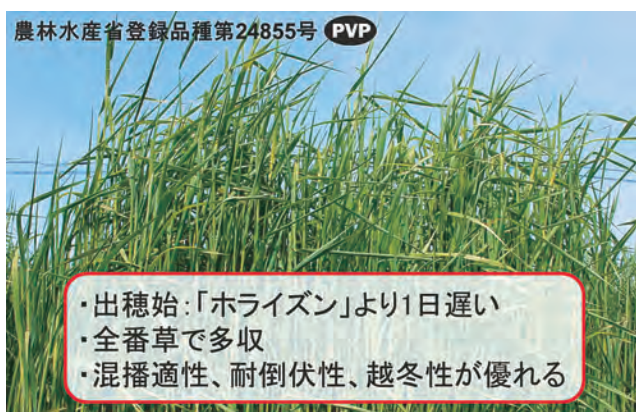 農林水産省登録品種第24855号 PVP
・出穂始：「ホライズン」より1日遅い
・全番草で多収
・混播適性、耐倒伏性、越冬性が優れる